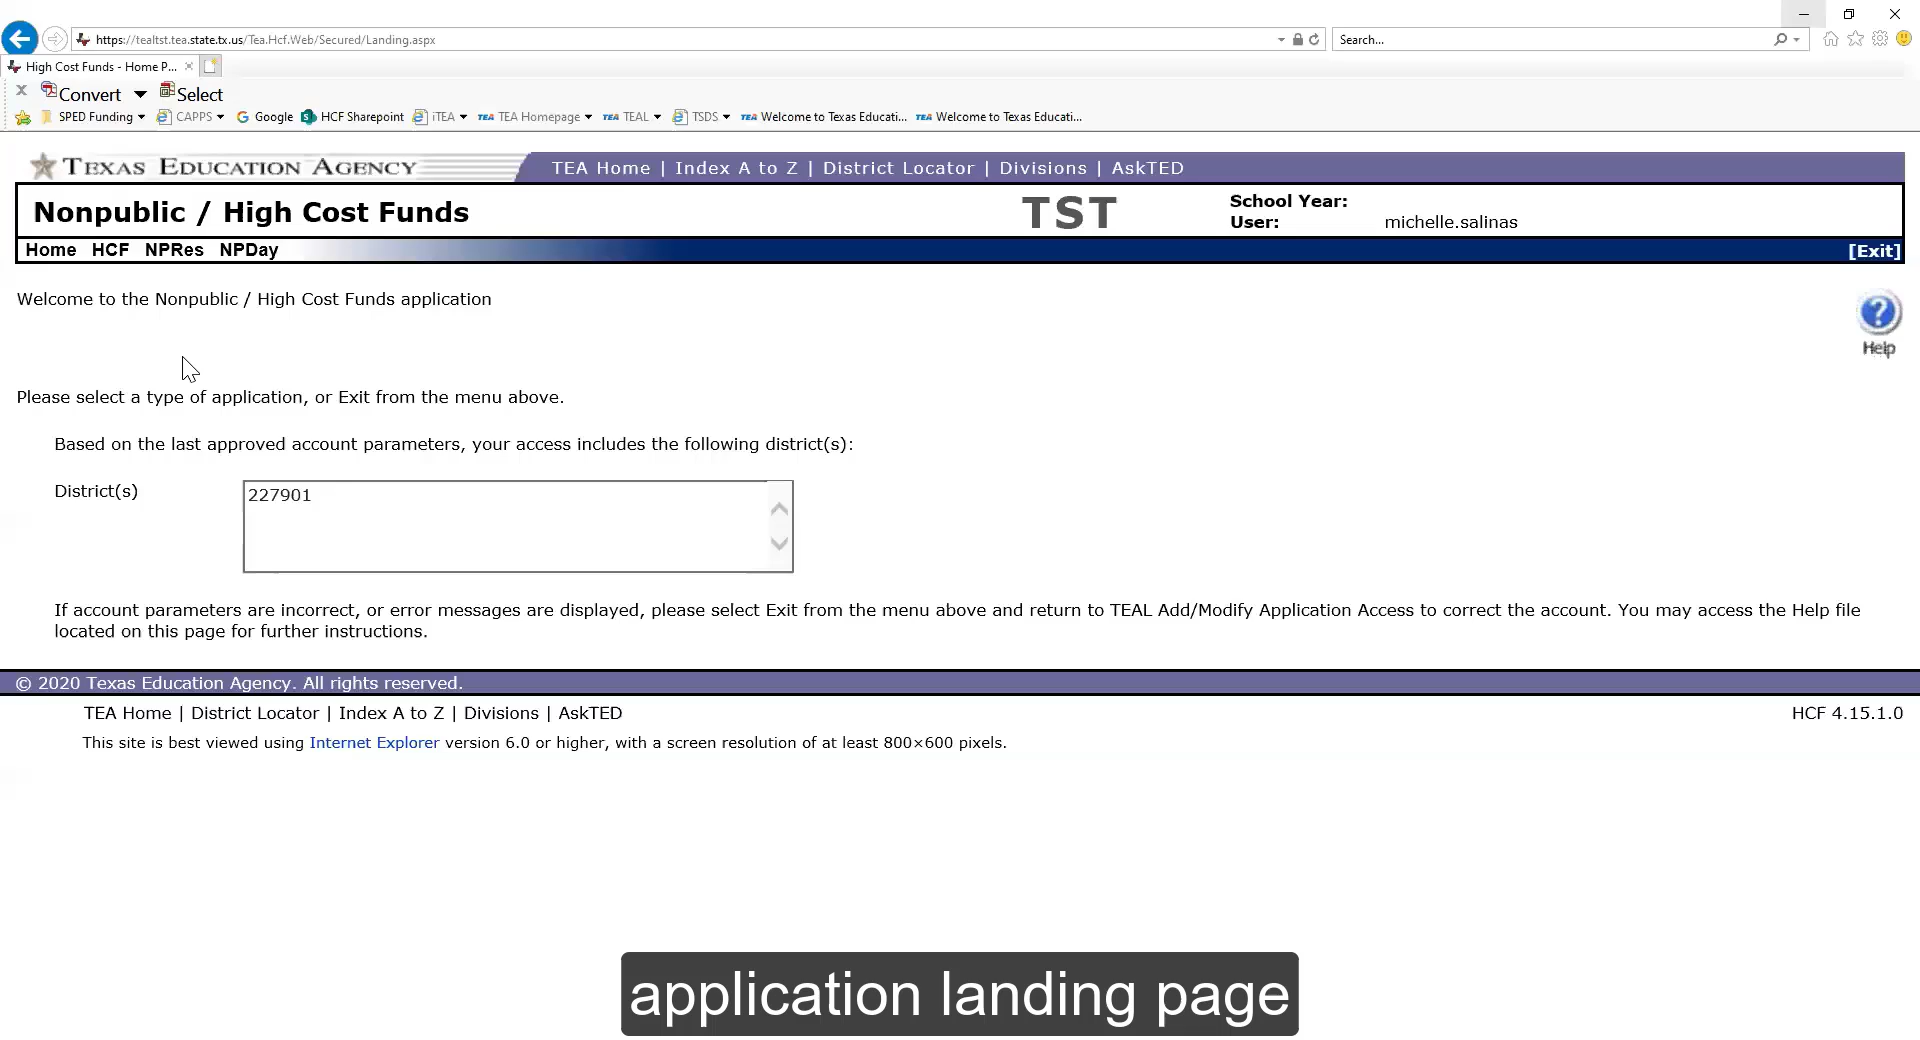 https://tealtst.tea.state.tx.us/Tea.Hcf.Web/Secured/Landing.aspx
Search...
High Cost Funds - Home P...
x Convert Select
SPED Funding CAPPS Google HCF Sharepoint iTEA TEA TEA Homepage TEA TEAL TSDS TEA Welcome to Texas Educati... TEA Welcome to Texas Educati...
TEXAS EDUCATION AGENCY
TEA Home | Index A to Z | District Locator | Divisions | AskTED
Nonpublic / High Cost Funds
TST
School Year:
User: michelle.salinas
Home HCF NPRes NPDay [Exit]
Welcome to the Nonpublic / High Cost Funds application
Help
Please select a type of application, or Exit from the menu above.
Based on the last approved account parameters, your access includes the following district(s):
District(s) 227901
If account parameters are incorrect, or error messages are displayed, please select Exit from the menu above and return to TEAL Add/Modify Application Access to correct the account. You may access the Help file
located on this page for further instructions.
© 2020 Texas Education Agency. All rights reserved.
TEA Home | District Locator | Index A to Z | Divisions | AskTED HCF 4.15.1.0
This site is best viewed using Internet Explorer version 6.0 or higher, with a screen resolution of at least 800×600 pixels.
application landing page